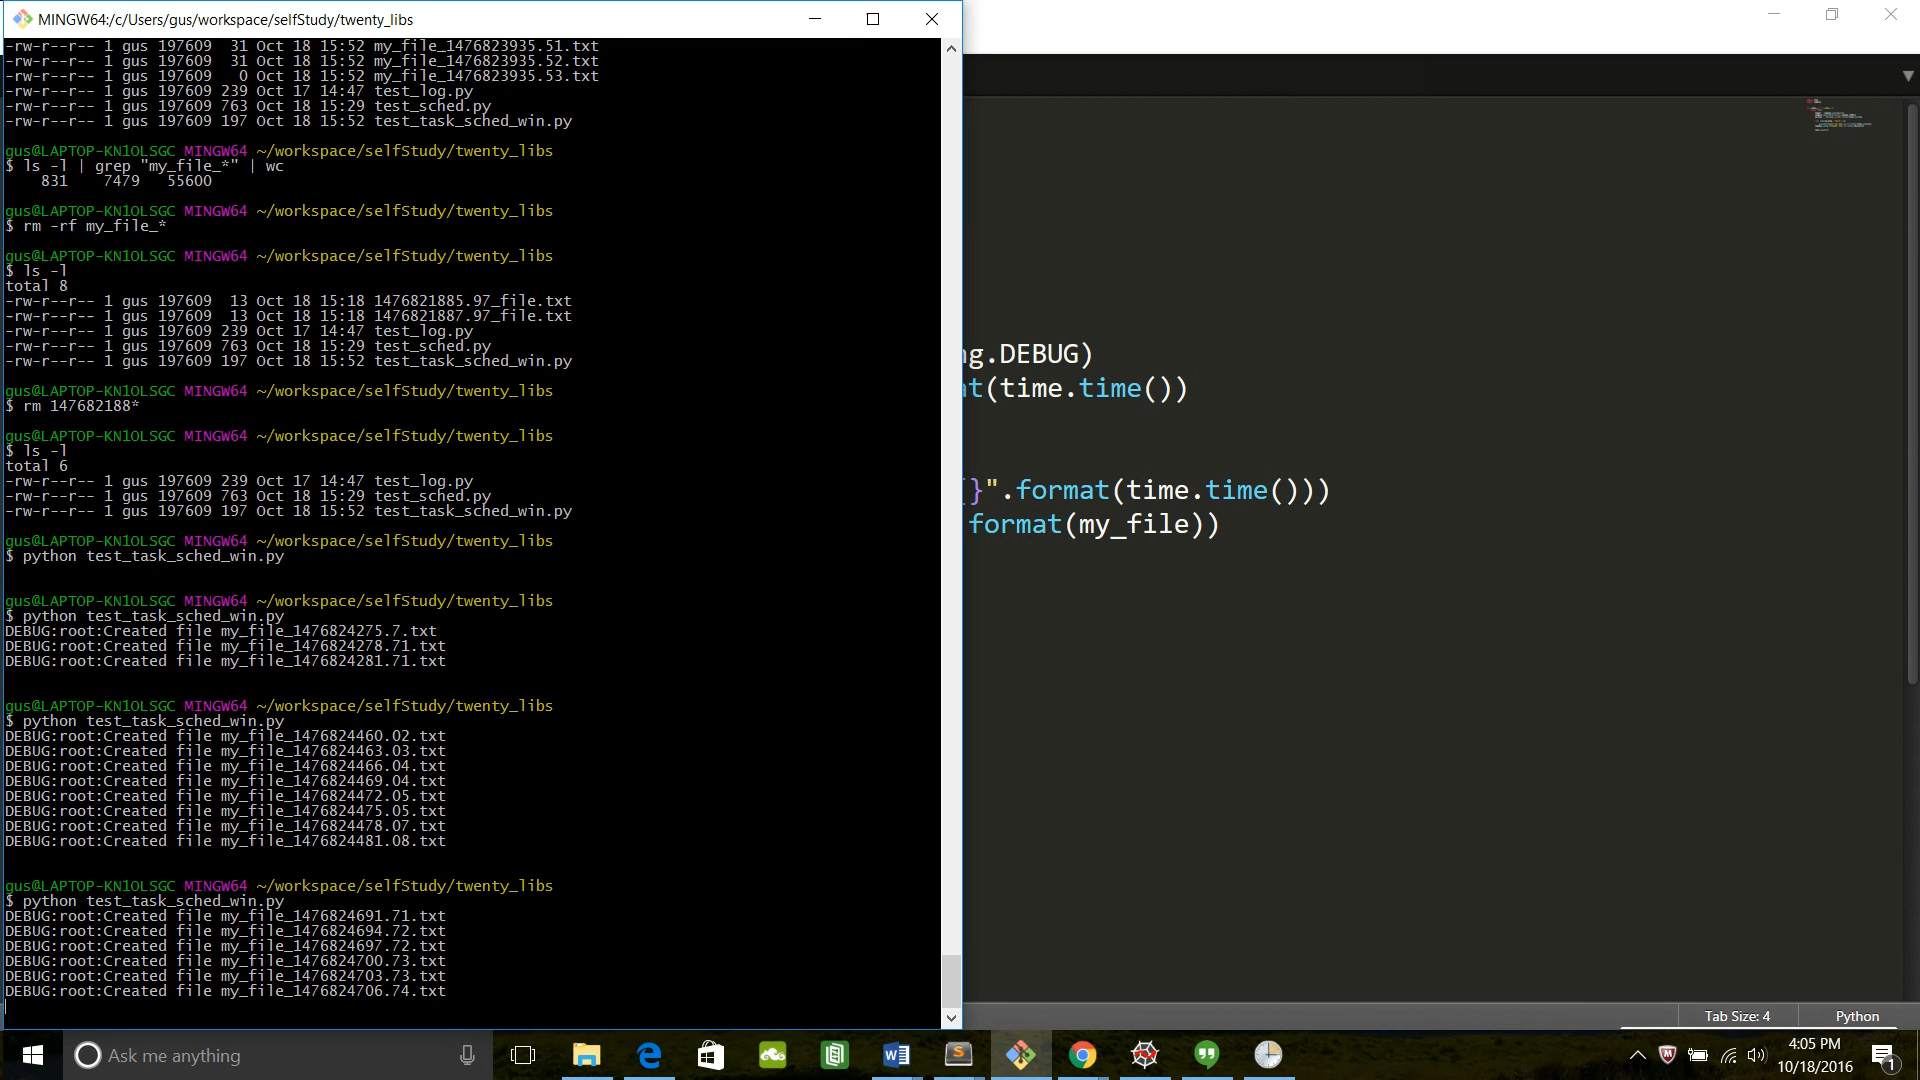 MINGW64:/c/Users/gus/workspace/selfStudy/twenty_libs
-rw-r--r-- 1 gus 197609  31 Oct 18 15:52 my_file_1476823935.51.txt
-rw-r--r-- 1 gus 197609  31 Oct 18 15:52 my_file_1476823935.52.txt
-rw-r--r-- 1 gus 197609   0 Oct 18 15:52 my_file_1476823935.53.txt
-rw-r--r-- 1 gus 197609 239 Oct 17 14:47 test_log.py
-rw-r--r-- 1 gus 197609 763 Oct 18 15:29 test_sched.py
-rw-r--r-- 1 gus 197609 197 Oct 18 15:52 test_task_sched_win.py
gus@LAPTOP-KN1OLSGC MINGW64 ~/workspace/selfStudy/twenty_libs
$ ls -l | grep "my_file_*" | wc
    831    7479   55600
gus@LAPTOP-KN1OLSGC MINGW64 ~/workspace/selfStudy/twenty_libs
$ rm -rf my_file_*
gus@LAPTOP-KN1OLSGC MINGW64 ~/workspace/selfStudy/twenty_libs
$ ls -l
total 8
-rw-r--r-- 1 gus 197609  13 Oct 18 15:18 1476821885.97_file.txt
-rw-r--r-- 1 gus 197609  13 Oct 18 15:18 1476821887.97_file.txt
-rw-r--r-- 1 gus 197609 239 Oct 17 14:47 test_log.py
-rw-r--r-- 1 gus 197609 763 Oct 18 15:29 test_sched.py
-rw-r--r-- 1 gus 197609 197 Oct 18 15:52 test_task_sched_win.py
gus@LAPTOP-KN1OLSGC MINGW64 ~/workspace/selfStudy/twenty_libs
$ rm 147682188*
gus@LAPTOP-KN1OLSGC MINGW64 ~/workspace/selfStudy/twenty_libs
$ ls -l
total 6
-rw-r--r-- 1 gus 197609 239 Oct 17 14:47 test_log.py
-rw-r--r-- 1 gus 197609 763 Oct 18 15:29 test_sched.py
-rw-r--r-- 1 gus 197609 197 Oct 18 15:52 test_task_sched_win.py
gus@LAPTOP-KN1OLSGC MINGW64 ~/workspace/selfStudy/twenty_libs
$ python test_task_sched_win.py
gus@LAPTOP-KN1OLSGC MINGW64 ~/workspace/selfStudy/twenty_libs
$ python test_task_sched_win.py
DEBUG:root:Created file my_file_1476824275.7.txt
DEBUG:root:Created file my_file_1476824278.71.txt
DEBUG:root:Created file my_file_1476824281.71.txt
gus@LAPTOP-KN1OLSGC MINGW64 ~/workspace/selfStudy/twenty_libs
$ python test_task_sched_win.py
DEBUG:root:Created file my_file_1476824460.02.txt
DEBUG:root:Created file my_file_1476824463.03.txt
DEBUG:root:Created file my_file_1476824466.04.txt
DEBUG:root:Created file my_file_1476824469.04.txt
DEBUG:root:Created file my_file_1476824472.05.txt
DEBUG:root:Created file my_file_1476824475.05.txt
DEBUG:root:Created file my_file_1476824478.07.txt
DEBUG:root:Created file my_file_1476824481.08.txt
gus@LAPTOP-KN1OLSGC MINGW64 ~/workspace/selfStudy/twenty_libs
$ python test_task_sched_win.py
DEBUG:root:Created file my_file_1476824691.71.txt
DEBUG:root:Created file my_file_1476824694.72.txt
DEBUG:root:Created file my_file_1476824697.72.txt
DEBUG:root:Created file my_file_1476824700.73.txt
DEBUG:root:Created file my_file_1476824703.73.txt
DEBUG:root:Created file my_file_1476824706.74.txt
ng.DEBUG)
at(time.time())
{}".format(time.time()))
format(my_file))
Tab Size: 4
Python
Ask me anything
4:05 PM
10/18/2016
1